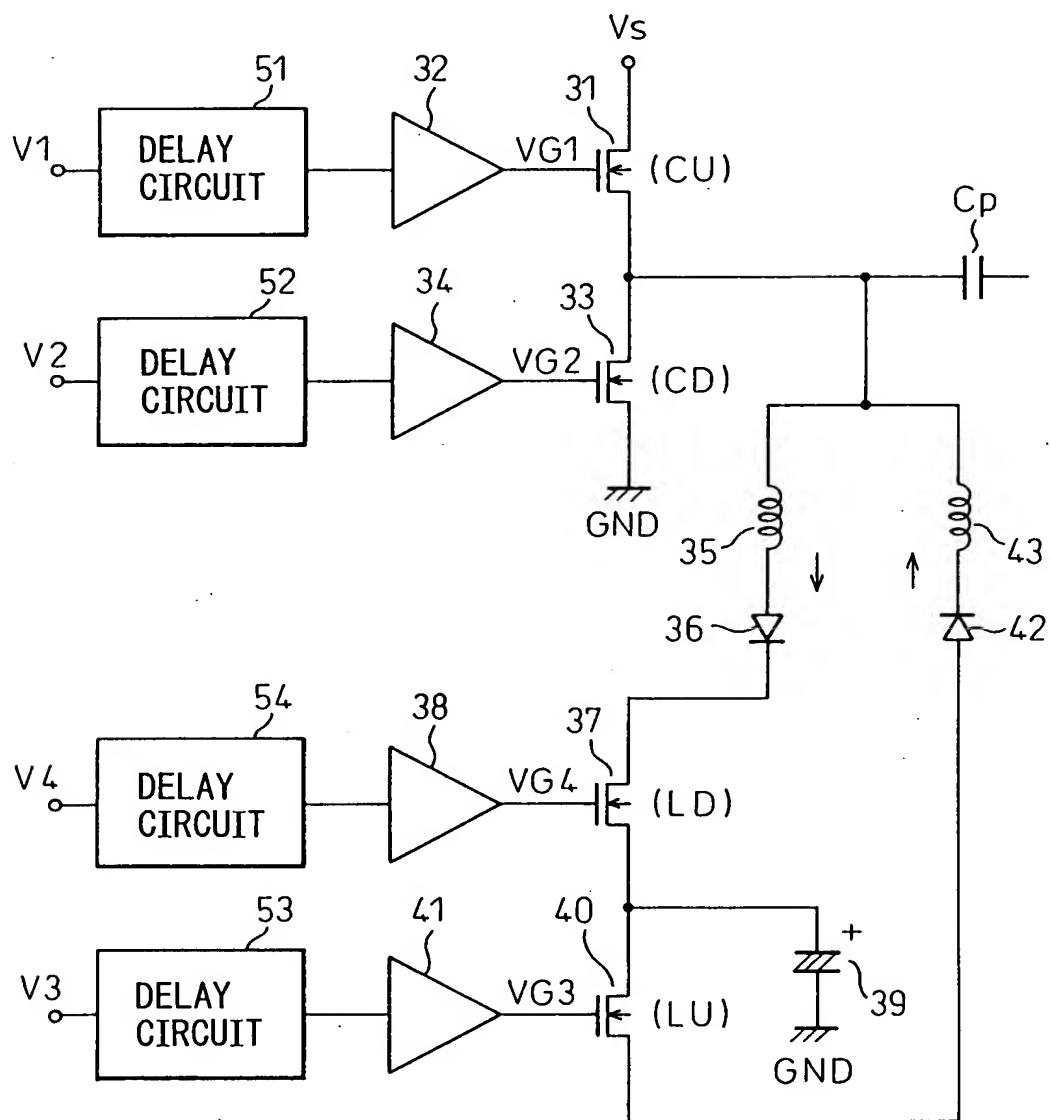 Vs
51
32
31
V1
DELAY
CIRCUIT
VG1
(CU)
Cp
52
34
33
V2
DELAY
CIRCUIT
VG2
(CD)
GND
35
43
36
42
54
38
37
V4
DELAY
CIRCUIT
VG4
(LD)
53
41
40
+
V3
DELAY
CIRCUIT
VG3
(LU)
39
GND